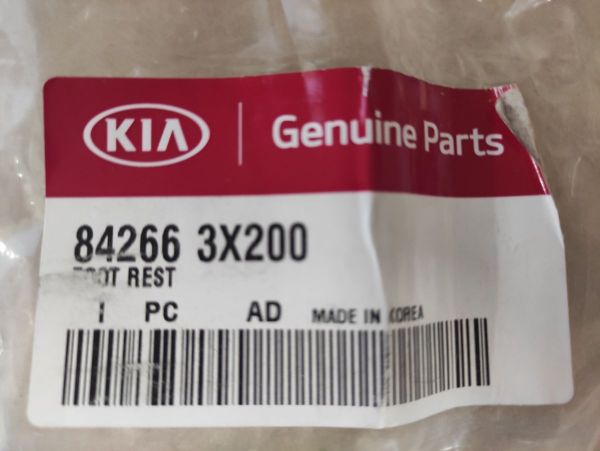 KIA Genuine Parts
84266 3X200
FOOT REST
1 PC AD MADE IN KOREA